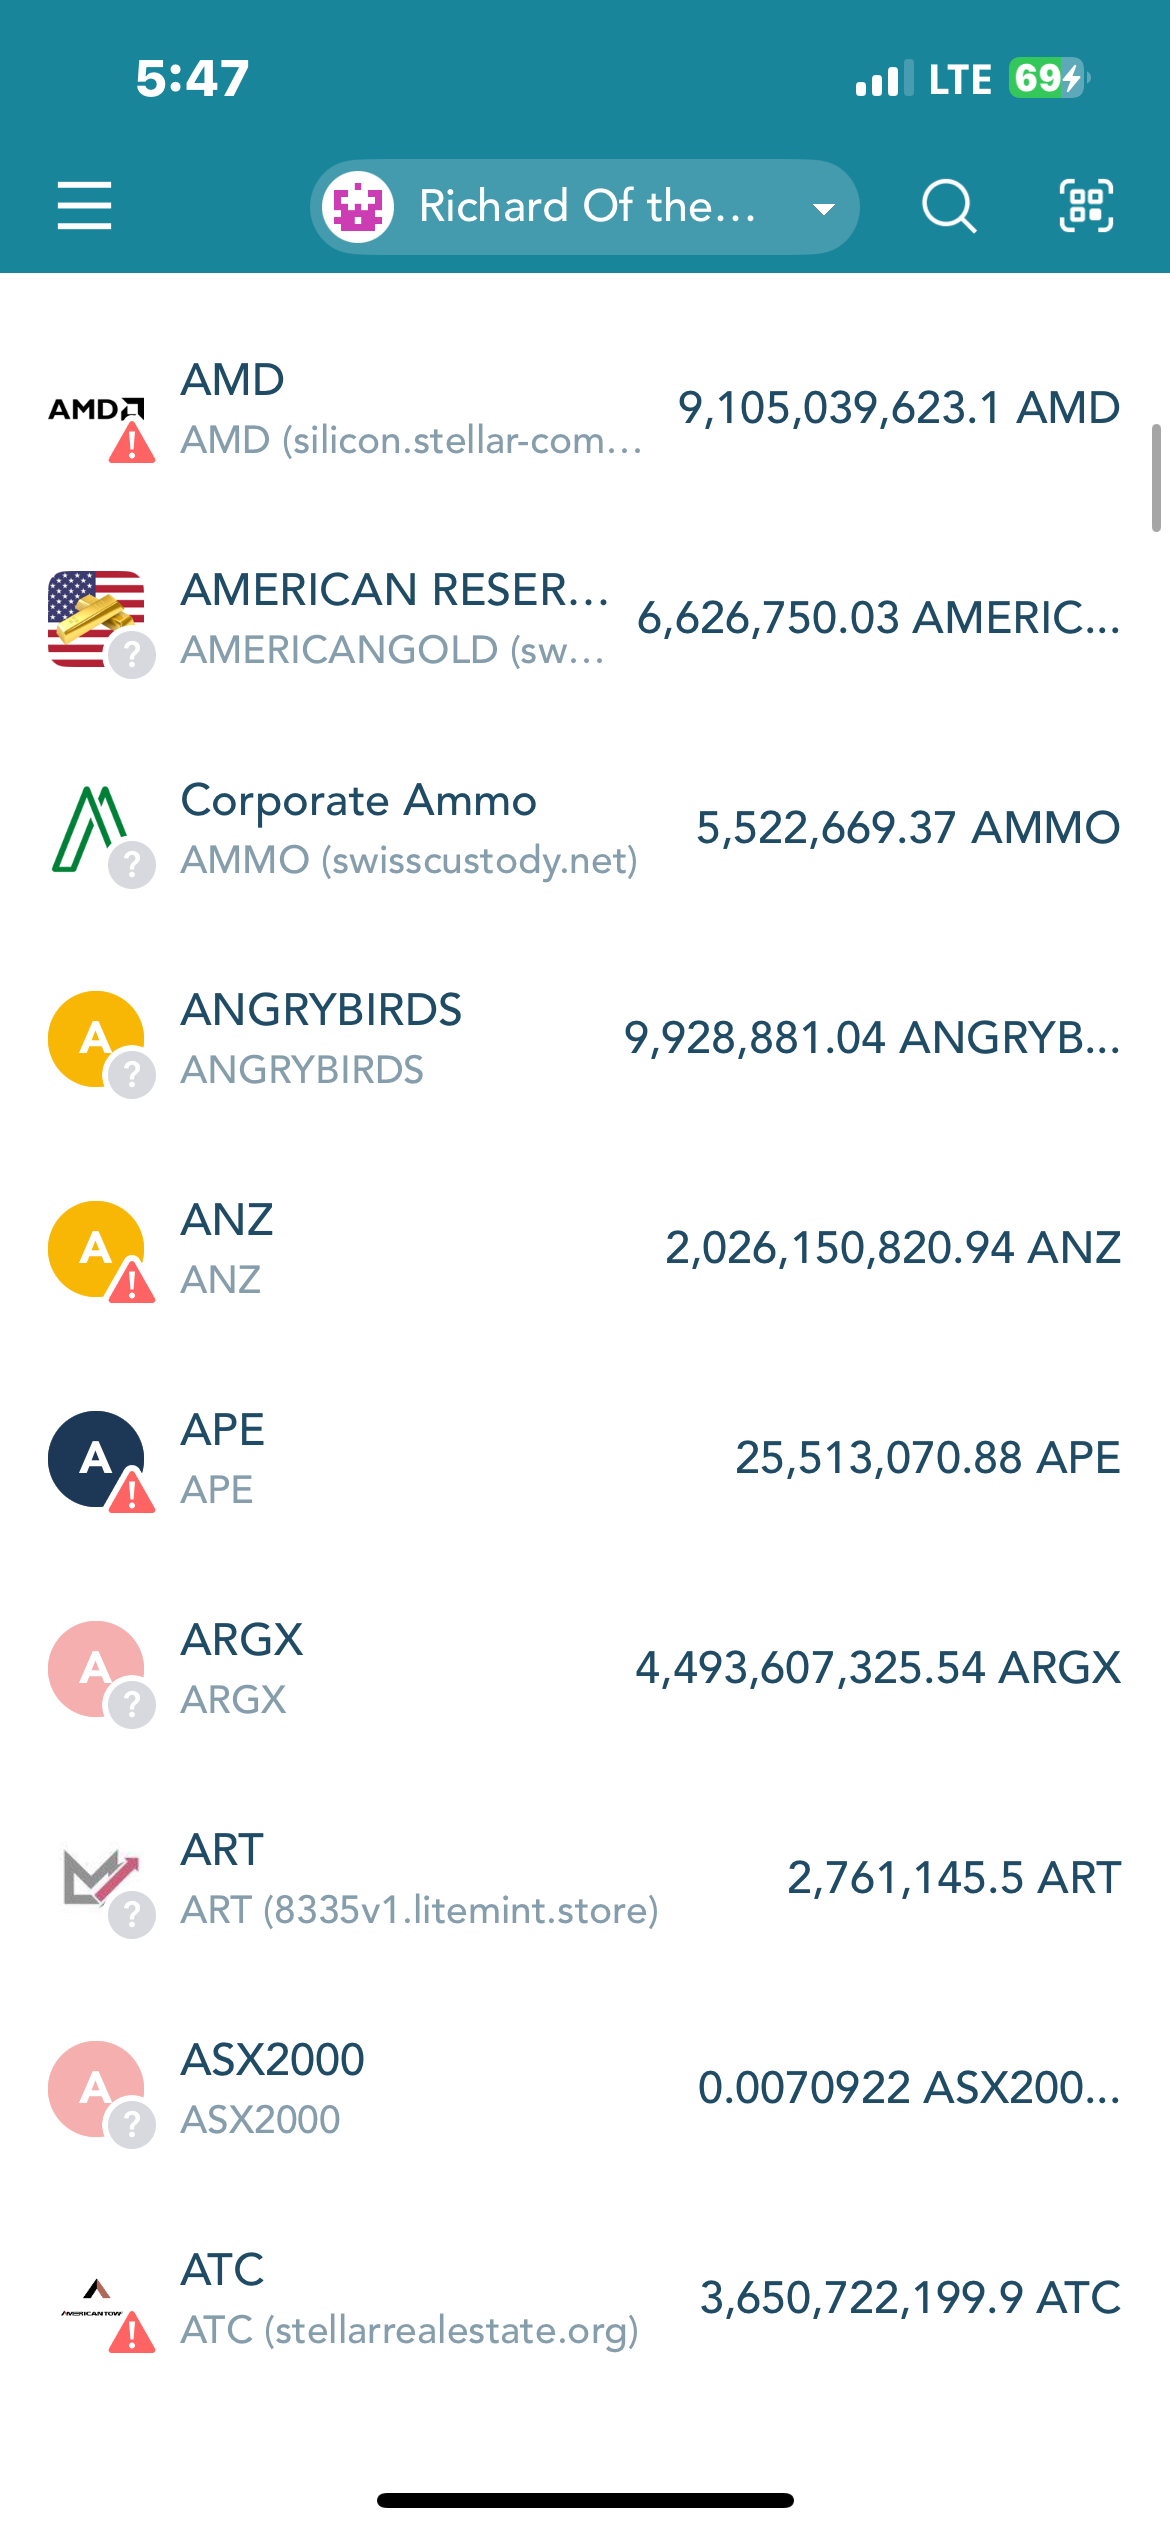 5:47
LTE 69
Richard Of the...
AMD
AMD
AMD (silicon.stellar-com...
9,105,039,623.1 AMD
AMERICAN RESER...
AMERICANGOLD (sw...
6,626,750.03 AMERIC...
?
Corporate Ammo
AMMO (swisscustody.net)
5,522,669.37 AMMO
?
A
ANGRYBIRDS
ANGRYBIRDS
9,928,881.04 ANGRYB...
?
A
ANZ
ANZ
2,026,150,820.94 ANZ
A
APE
APE
25,513,070.88 APE
A
ARGX
ARGX
4,493,607,325.54 ARGX
?
ART
ART (8335v1.litemint.store)
2,761,145.5 ART
?
A
ASX2000
ASX2000
0.0070922 ASX200...
?
AMERICAN TOW
ATC
ATC (stellarrealestate.org)
3,650,722,199.9 ATC